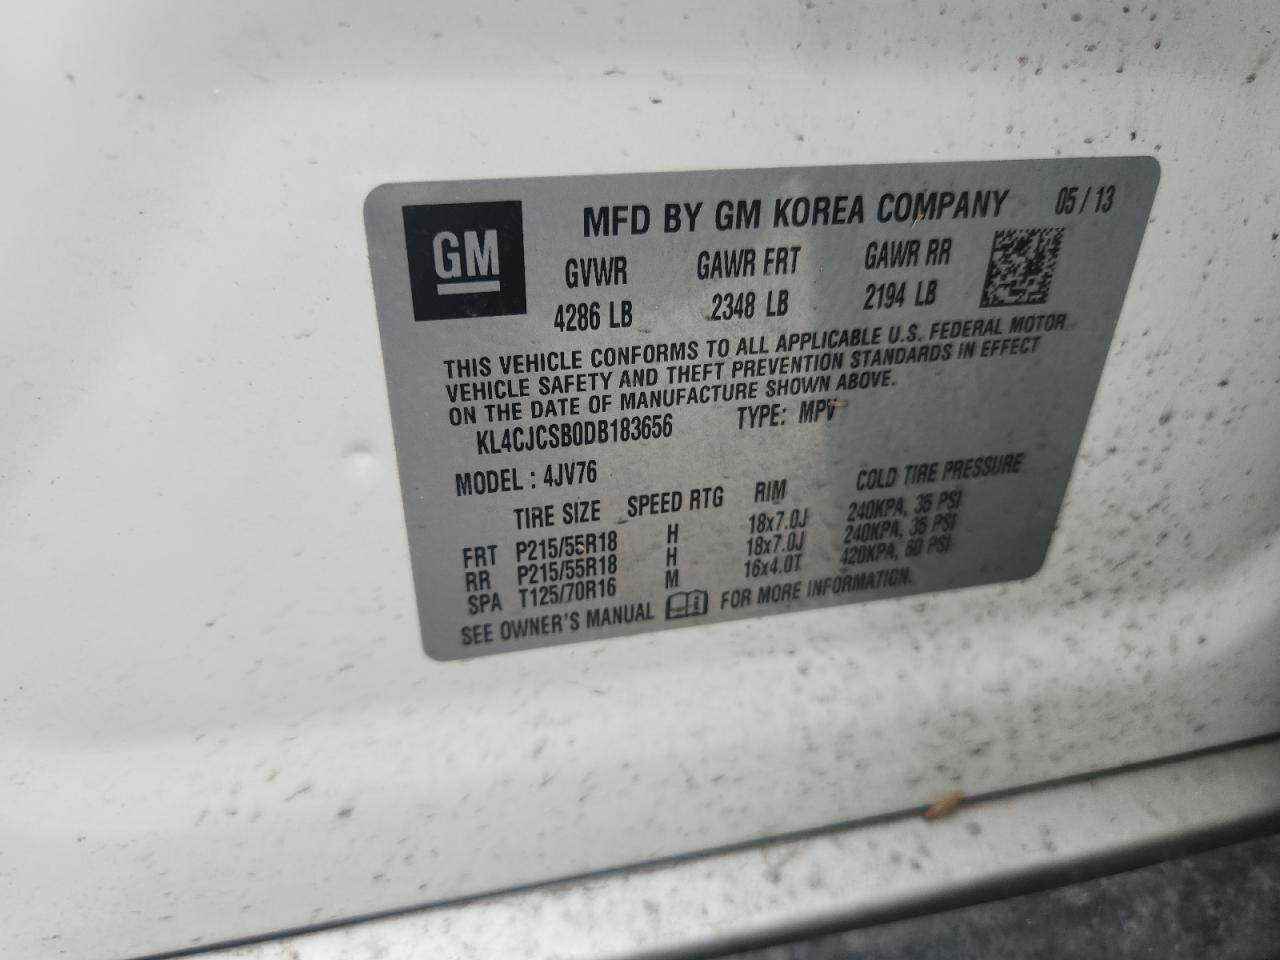 GM
MFD BY GM KOREA COMPANY 05/13
GVWR GAWR FRT GAWR RR
4286 LB 2348 LB 2194 LB
THIS VEHICLE CONFORMS TO ALL APPLICABLE U.S. FEDERAL MOTOR
VEHICLE SAFETY AND THEFT PREVENTION STANDARDS IN EFFECT
ON THE DATE OF MANUFACTURE SHOWN ABOVE.
KL4CJCSB0DB183656 TYPE: MPV
MODEL : 4JV76
TIRE SIZE SPEED RTG RIM COLD TIRE PRESSURE
FRT P215/55R18 H 18x7.0J 240KPA, 35 PSI
RR P215/55R18 H 18x7.0J 240KPA, 35 PSI
SPA T125/70R16 M 16x4.0T 420KPA, 60 PSI
SEE OWNER'S MANUAL FOR MORE INFORMATION.